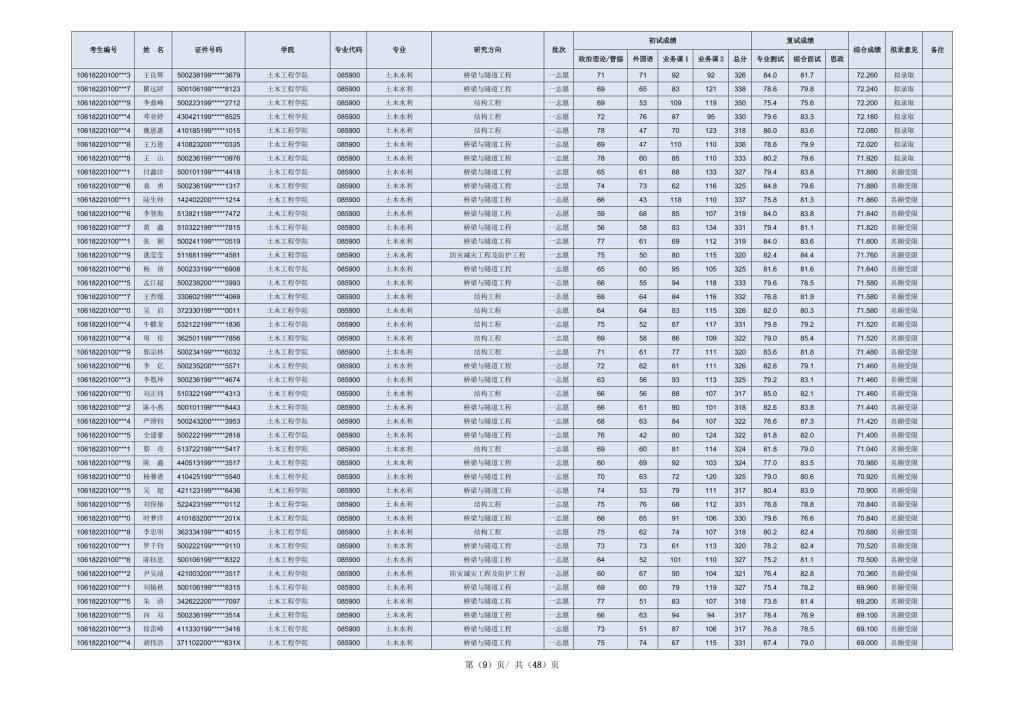 考生编号 姓 名 证件号码 学院 专业代码 专业 研究方向 批次 初试成绩 复试成绩 综合成绩 拟录意见 备注
政治理论/管综 外国语 业务课1 业务课2 总分 专业测试 综合面试 思政
10618220100***3 王良辉 500238199*****3679 土木工程学院 085900 土木水利 桥梁与隧道工程 一志愿 71 71 92 92 326 84.0 81.7 72.260 拟录取
10618220100***7 瞿远婷 500106199*****8123 土木工程学院 085900 土木水利 桥梁与隧道工程 一志愿 69 65 83 121 338 78.6 79.8 72.240 拟录取
10618220100***9 李曲峰 500223199*****2712 土木工程学院 085900 土木水利 结构工程 一志愿 69 53 109 119 350 75.4 75.6 72.200 拟录取
10618220100***4 邓亚婷 430421199*****8525 土木工程学院 085900 土木水利 结构工程 一志愿 72 76 87 95 330 79.6 83.3 72.180 拟录取
10618220100***4 魏恩惠 410185199*****1015 土木工程学院 085900 土木水利 结构工程 一志愿 78 47 70 123 318 86.0 83.6 72.080 拟录取
10618220100***8 王万恩 410823200*****0335 土木工程学院 085900 土木水利 桥梁与隧道工程 一志愿 69 47 110 110 336 78.6 79.9 72.020 拟录取
10618220100***8 王 山 500236199*****0976 土木工程学院 085900 土木水利 桥梁与隧道工程 一志愿 78 60 85 110 333 80.2 79.6 71.920 拟录取
10618220100***1 付鑫洋 500101199*****4418 土木工程学院 085900 土木水利 桥梁与隧道工程 一志愿 65 61 68 133 327 79.4 83.8 71.880 名额受限
10618220100***6 袁 勇 500236199*****1317 土木工程学院 085900 土木水利 桥梁与隧道工程 一志愿 74 73 62 116 325 84.8 79.6 71.880 名额受限
10618220100***1 陆生帅 142402200*****1214 土木工程学院 085900 土木水利 桥梁与隧道工程 一志愿 66 43 118 110 337 75.8 81.3 71.860 名额受限
10618220100***6 李智海 513821199*****7472 土木工程学院 085900 土木水利 桥梁与隧道工程 一志愿 59 68 85 107 319 84.0 83.8 71.840 名额受限
10618220100***7 黄 鑫 510322199*****7815 土木工程学院 085900 土木水利 桥梁与隧道工程 一志愿 56 58 83 134 331 79.4 81.1 71.820 名额受限
10618220100***1 张 颖 500241199*****0519 土木工程学院 085900 土木水利 桥梁与隧道工程 一志愿 77 61 69 112 319 84.0 83.6 71.800 名额受限
10618220100***9 谯莹莹 511681199*****4581 土木工程学院 085900 土木水利 防灾减灾工程及防护工程 一志愿 75 50 80 115 320 82.4 84.4 71.760 名额受限
10618220100***6 杨 倩 500233199*****6908 土木工程学院 085900 土木水利 桥梁与隧道工程 一志愿 65 60 95 105 325 81.6 81.6 71.640 名额受限
10618220100***5 孟江超 500238200*****3993 土木工程学院 085900 土木水利 桥梁与隧道工程 一志愿 66 55 94 118 333 79.6 78.5 71.580 名额受限
10618220100***7 王哲媛 330602199*****4069 土木工程学院 085900 土木水利 结构工程 一志愿 68 64 84 116 332 76.8 81.9 71.580 名额受限
10618220100***0 吴 启 372330199*****0011 土木工程学院 085900 土木水利 结构工程 一志愿 64 64 83 115 326 82.0 80.3 71.580 名额受限
10618220100***4 牛麒龙 532122199*****1836 土木工程学院 085900 土木水利 结构工程 一志愿 75 52 87 117 331 79.8 79.2 71.520 名额受限
10618220100***4 周 伦 362501199*****7856 土木工程学院 085900 土木水利 结构工程 一志愿 69 58 86 109 322 79.0 85.4 71.520 名额受限
10618220100***9 郭宗林 500234199*****6032 土木工程学院 085900 土木水利 结构工程 一志愿 71 61 77 111 320 83.6 81.8 71.480 名额受限
10618220100***6 李 亿 500235200*****5571 土木工程学院 085900 土木水利 桥梁与隧道工程 一志愿 72 62 81 111 326 82.6 79.1 71.460 名额受限
10618220100***3 李胤坤 500236199*****4674 土木工程学院 085900 土木水利 桥梁与隧道工程 一志愿 63 56 93 113 325 79.2 83.1 71.460 名额受限
10618220100***0 刘正炜 510322199*****4313 土木工程学院 085900 土木水利 结构工程 一志愿 66 56 88 107 317 85.0 82.1 71.460 名额受限
10618220100***2 陈小燕 500101199*****8443 土木工程学院 085900 土木水利 桥梁与隧道工程 一志愿 66 61 90 101 318 82.6 83.8 71.440 名额受限
10618220100***4 严滑钧 500243200*****3953 土木工程学院 085900 土木水利 桥梁与隧道工程 一志愿 68 63 84 107 322 76.6 87.3 71.420 名额受限
10618220100***5 全建豪 500222199*****2818 土木工程学院 085900 土木水利 桥梁与隧道工程 一志愿 76 42 80 124 322 81.8 82.0 71.400 名额受限
10618220100***1 蔡 奇 513722199*****5417 土木工程学院 085900 土木水利 结构工程 一志愿 69 60 81 114 324 81.8 79.0 71.040 名额受限
10618220100***9 陈 鑫 440513199*****3517 土木工程学院 085900 土木水利 桥梁与隧道工程 一志愿 60 69 92 103 324 77.0 83.5 70.980 名额受限
10618220100***0 杨赛谱 410425199*****5540 土木工程学院 085900 土木水利 桥梁与隧道工程 一志愿 70 63 72 120 325 79.0 80.6 70.920 名额受限
10618220100***5 吴 超 421123199*****6436 土木工程学院 085900 土木水利 桥梁与隧道工程 一志愿 74 53 79 111 317 80.4 83.9 70.900 名额受限
10618220100***5 刘保榕 522423199*****0112 土木工程学院 085900 土木水利 结构工程 一志愿 75 76 68 112 331 76.8 78.8 70.840 名额受限
10618220100***0 时梦洋 410183200*****201X 土木工程学院 085900 土木水利 桥梁与隧道工程 一志愿 68 65 91 106 330 79.6 76.6 70.840 名额受限
10618220100***8 李忠明 362334199*****4015 土木工程学院 085900 土木水利 结构工程 一志愿 75 62 74 107 318 80.2 82.4 70.680 名额受限
10618220100***1 罗千钧 500222199*****9110 土木工程学院 085900 土木水利 桥梁与隧道工程 一志愿 73 73 61 113 320 78.2 82.4 70.520 名额受限
10618220100***6 陈钰思 500106199*****8322 土木工程学院 085900 土木水利 桥梁与隧道工程 一志愿 64 52 101 110 327 75.2 81.1 70.500 名额受限
10618220100***2 尹吴靖 421003200*****3517 土木工程学院 085900 土木水利 防灾减灾工程及防护工程 一志愿 60 67 90 104 321 76.4 82.8 70.360 名额受限
10618220100***1 刘镜秋 500106199*****8315 土木工程学院 085900 土木水利 桥梁与隧道工程 一志愿 69 60 79 119 327 75.4 78.2 69.960 名额受限
10618220100***5 朱 清 342622200*****7097 土木工程学院 085900 土木水利 桥梁与隧道工程 一志愿 77 51 83 107 318 73.8 81.4 69.200 名额受限
10618220100***5 向 双 500236199*****3514 土木工程学院 085900 土木水利 桥梁与隧道工程 一志愿 66 63 94 94 317 78.4 76.9 69.100 名额受限
10618220100***3 徐雷峰 411330199*****3418 土木工程学院 085900 土木水利 桥梁与隧道工程 一志愿 73 51 87 106 317 76.8 78.5 69.100 名额受限
10618220100***4 胡伟浩 371102200*****631X 土木工程学院 085900 土木水利 桥梁与隧道工程 一志愿 75 74 67 115 331 67.4 79.0 69.000 名额受限
第（9）页/ 共（48）页